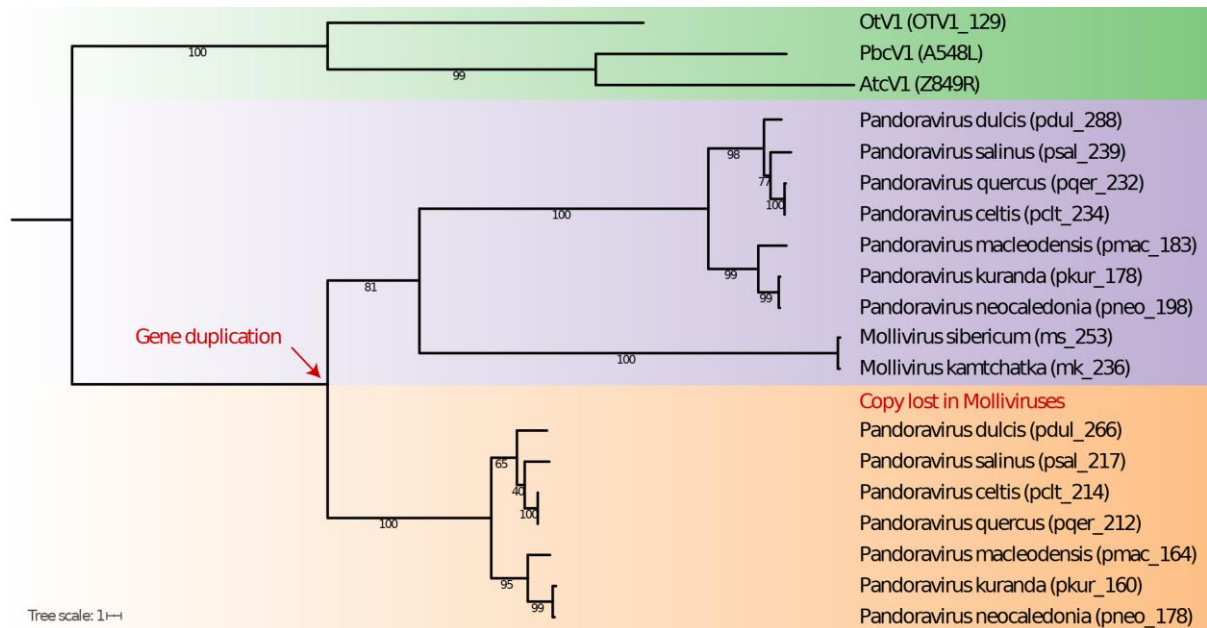 OtV1 (OTV1_129)
100
PbcV1 (A548L)
99
AtcV1 (Z849R)
Pandoravirus dulcis (pdul_288)
98
Pandoravirus salinus (psal_239)
77
Pandoravirus quercus (pqer_232)
100
Pandoravirus celtis (pclt_234)
100
Pandoravirus macleodensis (pmac_183)
99
Pandoravirus kuranda (pkur_178)
81
99
Pandoravirus neocaledonia (pneo_198)
Gene duplication
Mollivirus sibericum (ms_253)
100
Mollivirus kamtchatka (mk_236)
Copy lost in Molliviruses
Pandoravirus dulcis (pdul_266)
65
Pandoravirus salinus (psal_217)
40
Pandoravirus celtis (pclt_214)
100
100
Pandoravirus quercus (pqer_212)
Pandoravirus macleodensis (pmac_164)
95
Pandoravirus kuranda (pkur_160)
99
Tree scale: 1
Pandoravirus neocaledonia (pneo_178)